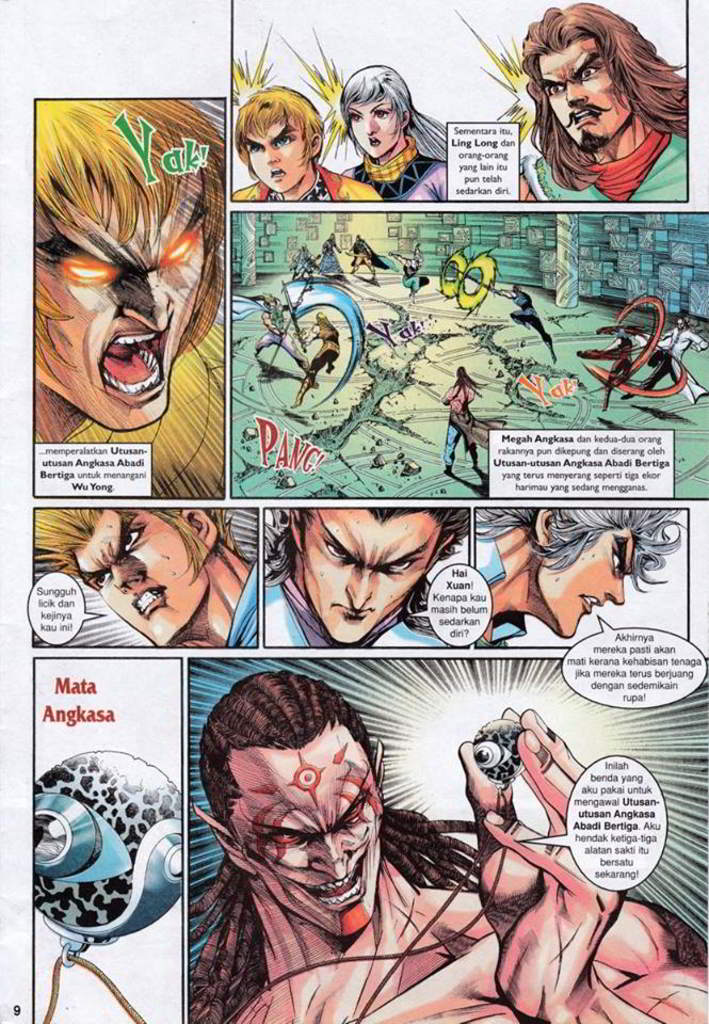 Yak!
...memperalatkan Utusan-
utusan Angkasa Abadi
Bertiga untuk menangani
Wu Yong.
Sementara itu,
Ling Long dan
orang-orang
yang lain itu
pun telah
sedarkan diri.
Yak!
Yak!
PANG!
Megah Angkasa dan kedua-dua orang
rakannya pun dikepung dan diserang oleh
Utusan-utusan Angkasa Abadi Bertiga
yang terus menyerang seperti tiga ekor
harimau yang sedang mengganas.
Sungguh
licik dan
kejinya
kau ini!
Hai
Xuan!
Kenapa kau
masih belum
sedarkan
diri?
Akhirnya
mereka pasti akan
mati kerana kehabisan tenaga
jika mereka terus berjuang
dengan sedemikain
rupa!
Mata
Angkasa
Inilah
benda yang
aku pakai untuk
mengawal Utusan-
utusan Angkasa
Abadi Bertiga. Aku
hendak ketiga-tiga
alatan sakti itu
bersatu
sekarang!
9